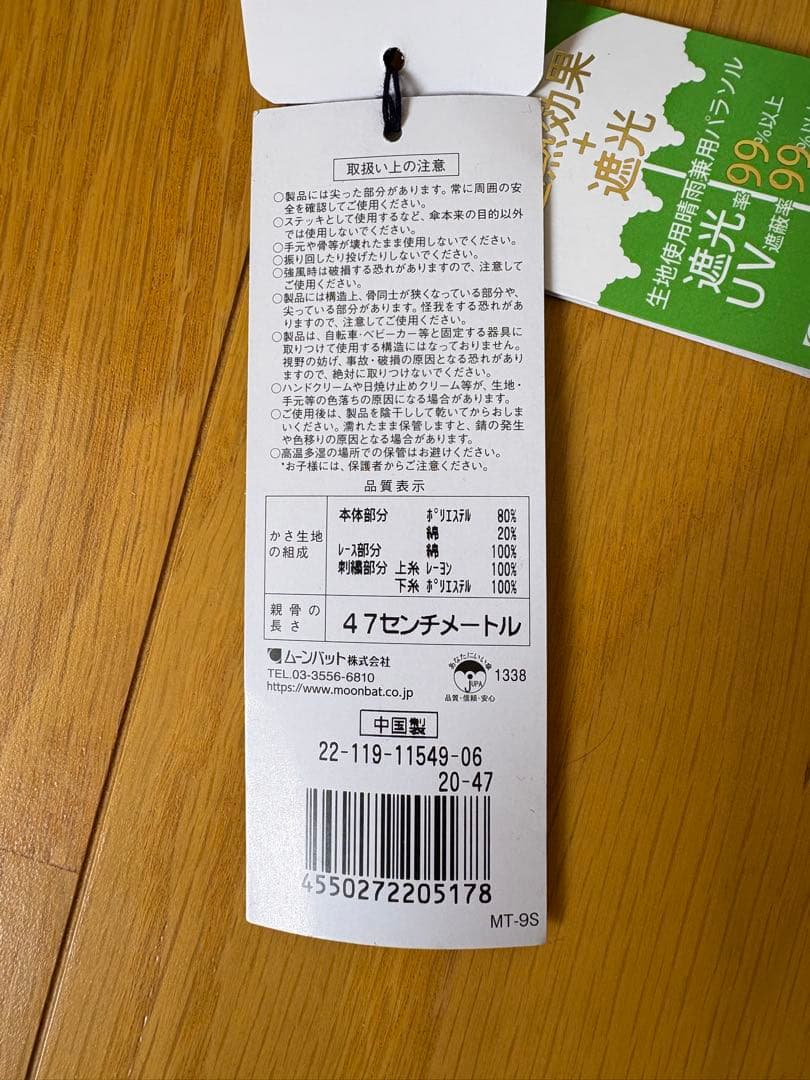 取扱い上の注意
○製品には尖った部分があります。常に周囲の安
全を確認してご使用ください。
○ステッキとして使用するなど、傘本来の目的以外
では使用しないでください。
○手元や骨等が壊れたまま使用しないでください。
○振り回したり投げたりしないでください。
○強風時は破損する恐れがありますので、注意して
ご使用ください。
○製品には構造上、骨同士が狭くなっている部分や、
尖っている部分があります。怪我をする恐れがあ
りますので、注意してご使用ください。
○製品は、自転車・ベビーカー等と固定する器具に
取りつけて使用する構造にはなっておりません。
視野の妨げ、事故・破損の原因となる恐れがあり
ますので、絶対に取りつけないでください。
○ハンドクリームや日焼け止めクリーム等が、生地・
手元等の色落ちの原因になる場合があります。
○ご使用後は、製品を陰干しして乾いてからおしま
いください。濡れたまま保管しますと、錆の発生
や色移りの原因となる場合があります。
○高温多湿の場所での保管はお避けください。
*お子様には、保護者からご注意ください。
品質表示
かさ生地
の組成
本体部分 ポリエステル 80%
綿 20%
レース部分 綿 100%
刺繍部分 上糸 レーヨン 100%
下糸 ポリエステル 100%
親骨の
長さ
47センチメートル
ムーンバット株式会社
TEL.03-3556-6810
https://www.moonbat.co.jp
あなたにいい傘
JUPA
品質・信頼・安心
1338
中国製
22-119-11549-06
20-47
4550272205178
MT-9S
効果
+
遮光
生地使用晴雨兼用パラソル
遮光率99%以上
UV遮蔽率99%以